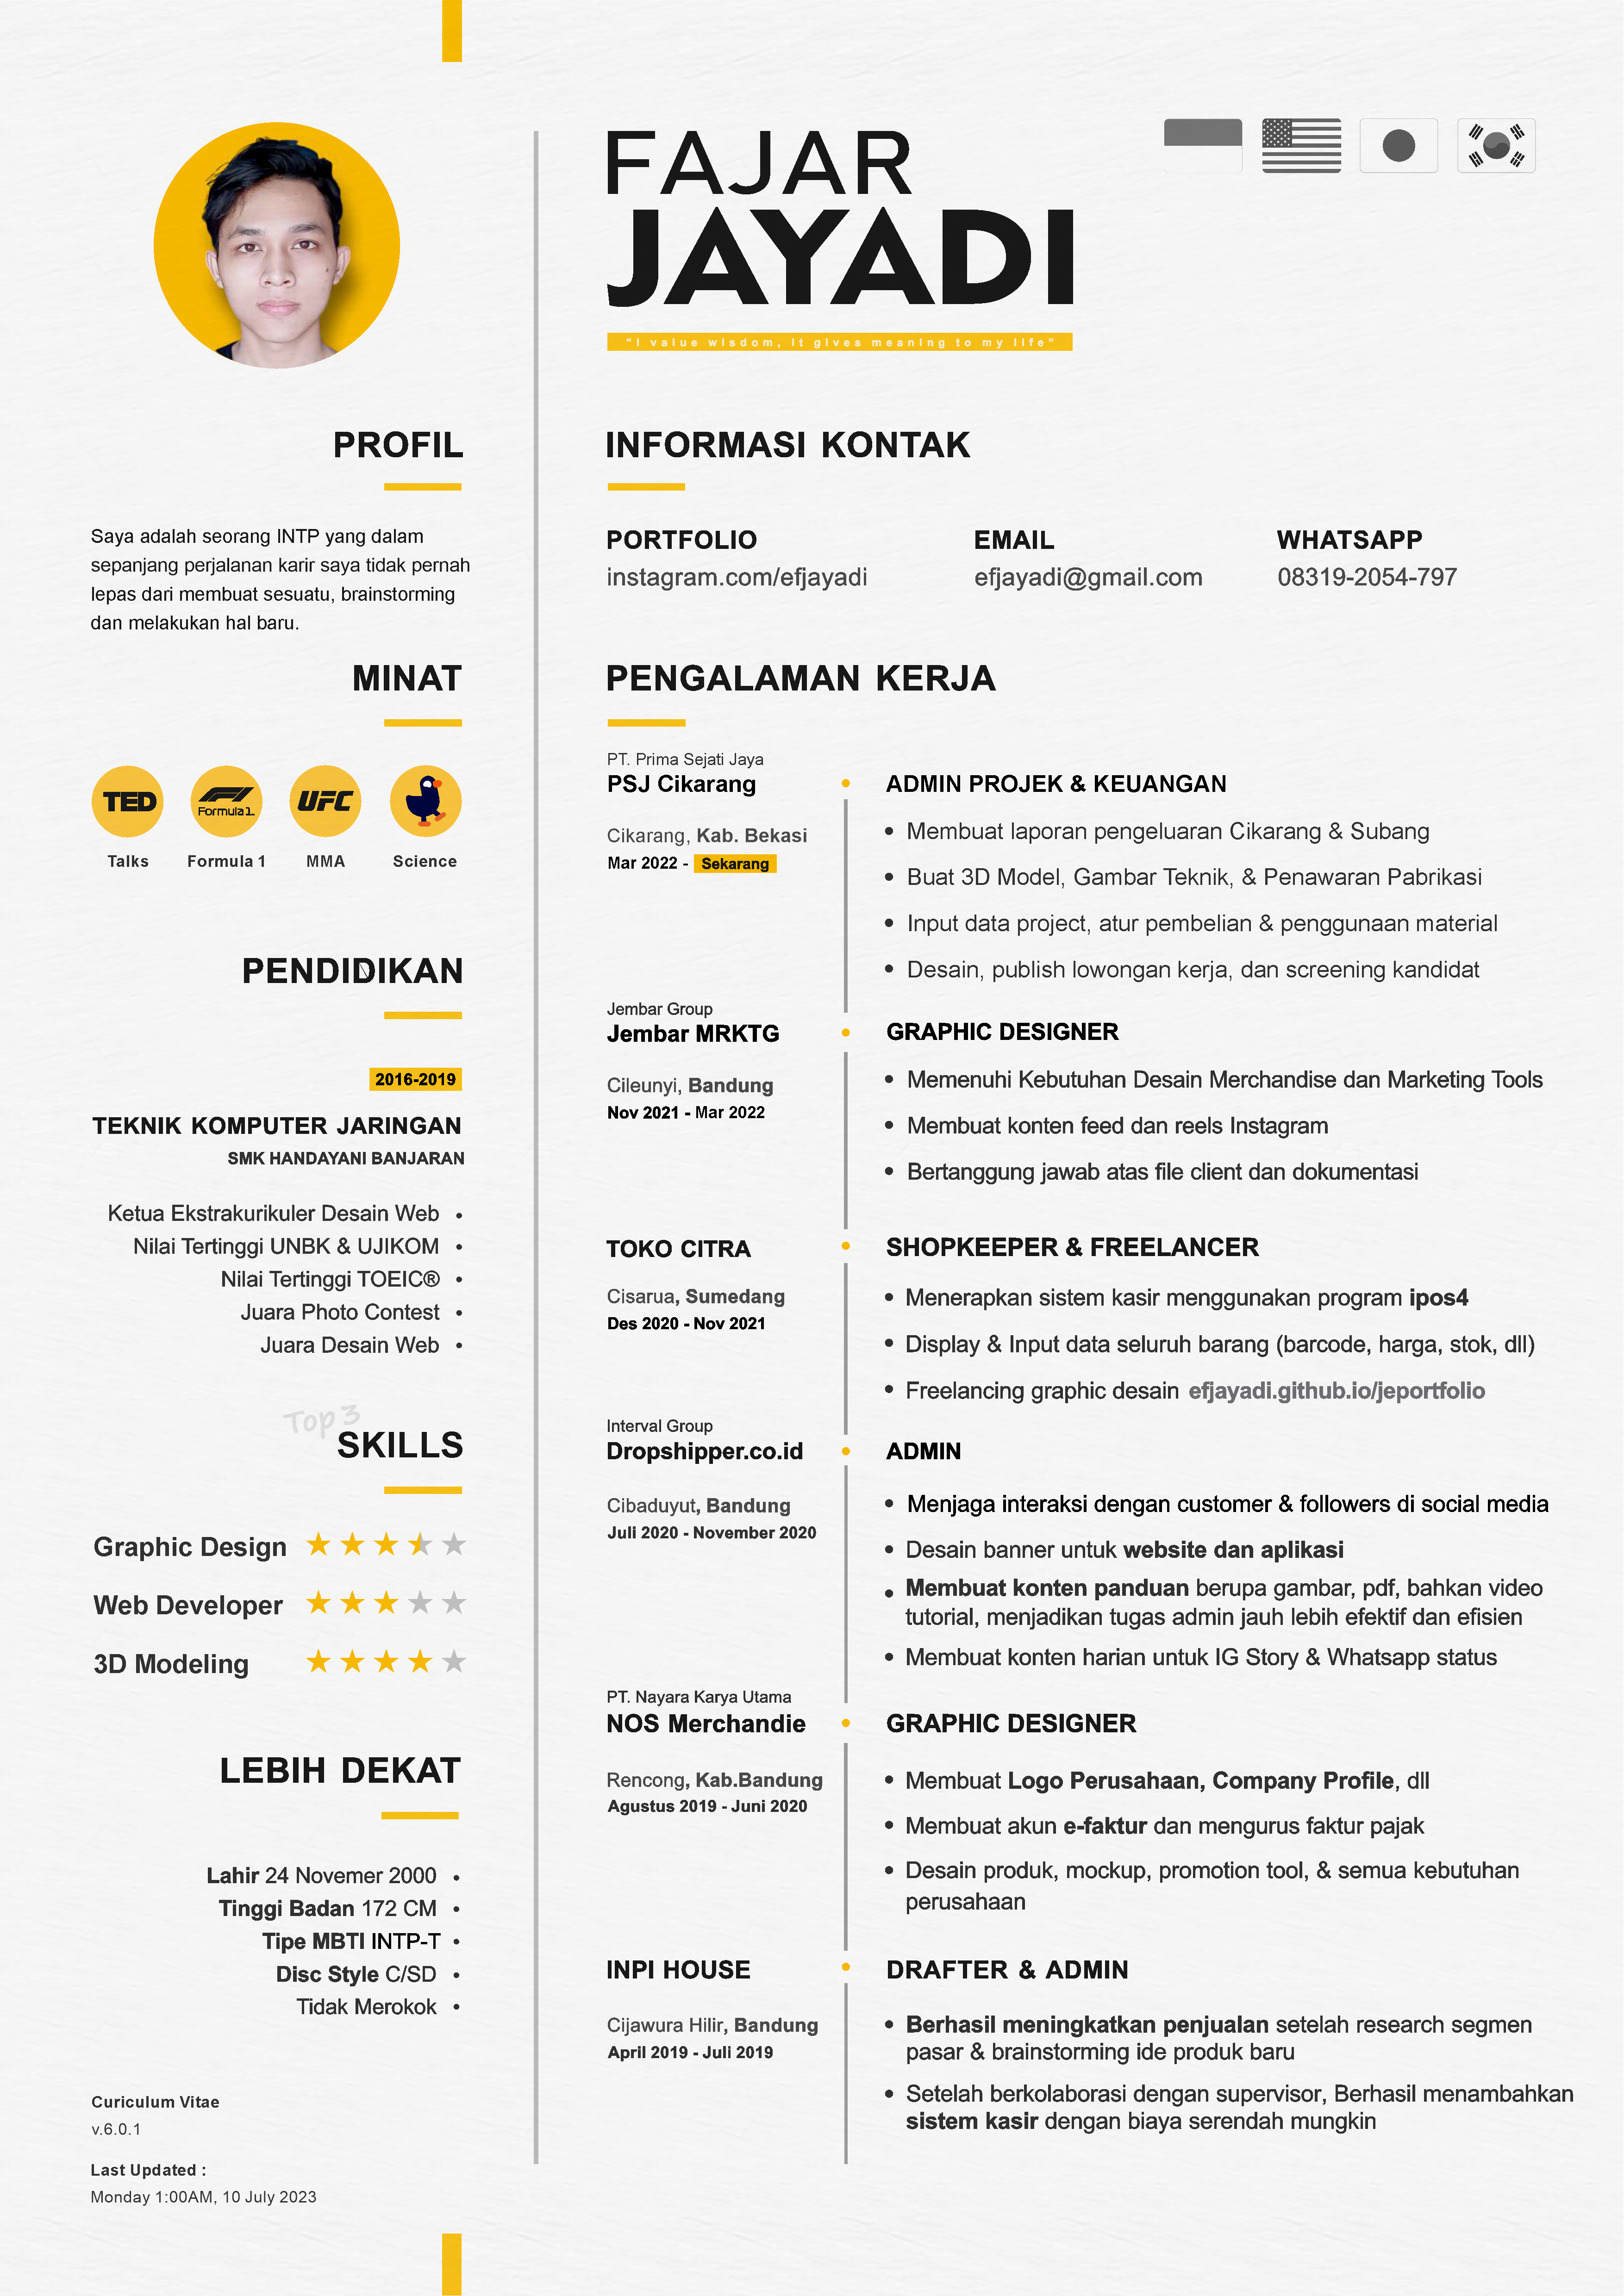 FAJAR
JAYADI
"I value wisdom, it gives meaning to my life"
PROFIL
Saya adalah seorang INTP yang dalam
sepanjang perjalanan karir saya tidak pernah
lepas dari membuat sesuatu, brainstorming
dan melakukan hal baru.
MINAT
TED
Formula 1
UFC
Talks
Formula 1
MMA
Science
PENDIDIKAN
2016-2019
TEKNIK KOMPUTER JARINGAN
SMK HANDAYANI BANJARAN
Ketua Ekstrakurikuler Desain Web •
Nilai Tertinggi UNBK & UJIKOM •
Nilai Tertinggi TOEIC® •
Juara Photo Contest •
Juara Desain Web •
Top 3
SKILLS
Graphic Design
Web Developer
3D Modeling
LEBIH DEKAT
Lahir 24 Novemer 2000 •
Tinggi Badan 172 CM •
Tipe MBTI INTP-T •
Disc Style C/SD •
Tidak Merokok •
Curiculum Vitae
v.6.0.1
Last Updated :
Monday 1:00AM, 10 July 2023
INFORMASI KONTAK
PORTFOLIO
instagram.com/efjayadi
EMAIL
efjayadi@gmail.com
WHATSAPP
08319-2054-797
PENGALAMAN KERJA
PT. Prima Sejati Jaya
PSJ Cikarang
Cikarang, Kab. Bekasi
Mar 2022 - Sekarang
ADMIN PROJEK & KEUANGAN
• Membuat laporan pengeluaran Cikarang & Subang
• Buat 3D Model, Gambar Teknik, & Penawaran Pabrikasi
• Input data project, atur pembelian & penggunaan material
• Desain, publish lowongan kerja, dan screening kandidat
Jembar Group
Jembar MRKTG
Cileunyi, Bandung
Nov 2021 - Mar 2022
GRAPHIC DESIGNER
• Memenuhi Kebutuhan Desain Merchandise dan Marketing Tools
• Membuat konten feed dan reels Instagram
• Bertanggung jawab atas file client dan dokumentasi
TOKO CITRA
Cisarua, Sumedang
Des 2020 - Nov 2021
SHOPKEEPER & FREELANCER
• Menerapkan sistem kasir menggunakan program ipos4
• Display & Input data seluruh barang (barcode, harga, stok, dll)
• Freelancing graphic desain efjayadi.github.io/jeportfolio
Interval Group
Dropshipper.co.id
Cibaduyut, Bandung
Juli 2020 - November 2020
ADMIN
• Menjaga interaksi dengan customer & followers di social media
• Desain banner untuk website dan aplikasi
• Membuat konten panduan berupa gambar, pdf, bahkan video
tutorial, menjadikan tugas admin jauh lebih efektif dan efisien
• Membuat konten harian untuk IG Story & Whatsapp status
PT. Nayara Karya Utama
NOS Merchandie
Rencong, Kab.Bandung
Agustus 2019 - Juni 2020
GRAPHIC DESIGNER
• Membuat Logo Perusahaan, Company Profile, dll
• Membuat akun e-faktur dan mengurus faktur pajak
• Desain produk, mockup, promotion tool, & semua kebutuhan
perusahaan
INPI HOUSE
Cijawura Hilir, Bandung
April 2019 - Juli 2019
DRAFTER & ADMIN
• Berhasil meningkatkan penjualan setelah research segmen
pasar & brainstorming ide produk baru
• Setelah berkolaborasi dengan supervisor, Berhasil menambahkan
sistem kasir dengan biaya serendah mungkin